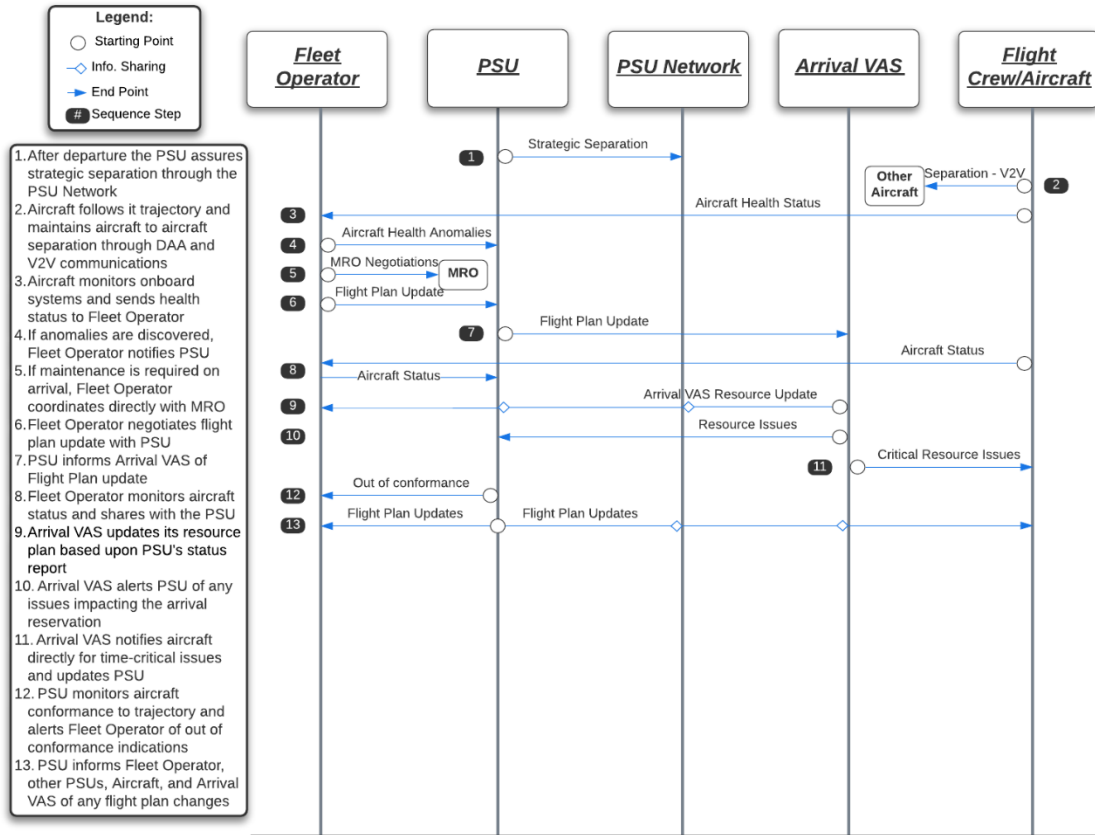 Legend:
Starting Point
Info. Sharing
End Point
# Sequence Step
Fleet
Operator
PSU
PSU Network
Arrival VAS
Flight
Crew/Aircraft
1.After departure the PSU assures
strategic separation through the
PSU Network
2.Aircraft follows it trajectory and
maintains aircraft to aircraft
separation through DAA and
V2V communications
3.Aircraft monitors onboard
systems and sends health
status to Fleet Operator
4.If anomalies are discovered,
Fleet Operator notifies PSU
5.If maintenance is required on
arrival, Fleet Operator
coordinates directly with MRO
6.Fleet Operator negotiates flight
plan update with PSU
7.PSU informs Arrival VAS of
Flight Plan update
8.Fleet Operator monitors aircraft
status and shares with the PSU
9.Arrival VAS updates its resource
plan based upon PSU's status
report
10. Arrival VAS alerts PSU of any
issues impacting the arrival
reservation
11. Arrival VAS notifies aircraft
directly for time-critical issues
and updates PSU
12. PSU monitors aircraft
conformance to trajectory and
alerts Fleet Operator of out of
conformance indications
13. PSU informs Fleet Operator,
other PSUs, Aircraft, and Arrival
VAS of any flight plan changes
1 Strategic Separation
Other
Aircraft
Separation - V2V 2
3 Aircraft Health Status
4 Aircraft Health Anomalies
5 MRO Negotiations MRO
6 Flight Plan Update
7 Flight Plan Update
Aircraft Status
8 Aircraft Status
9 Arrival VAS Resource Update
10 Resource Issues
11 Critical Resource Issues
12 Out of conformance
13 Flight Plan Updates Flight Plan Updates